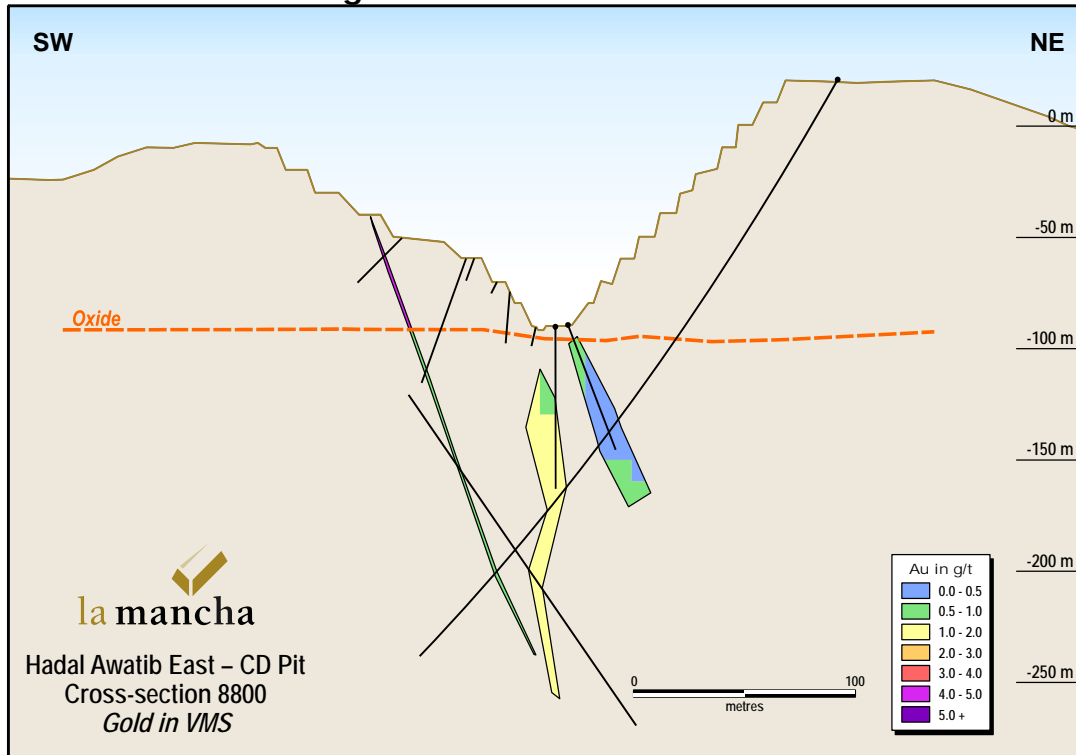 SW
NE
0 m
-50 m
Oxide
-100 m
-150 m
-200 m
-250 m
la mancha
Hadal Awatib East – CD Pit
Cross-section 8800
Gold in VMS
0 100
metres
Au in g/t
0.0 - 0.5
0.5 - 1.0
1.0 - 2.0
2.0 - 3.0
3.0 - 4.0
4.0 - 5.0
5.0 +